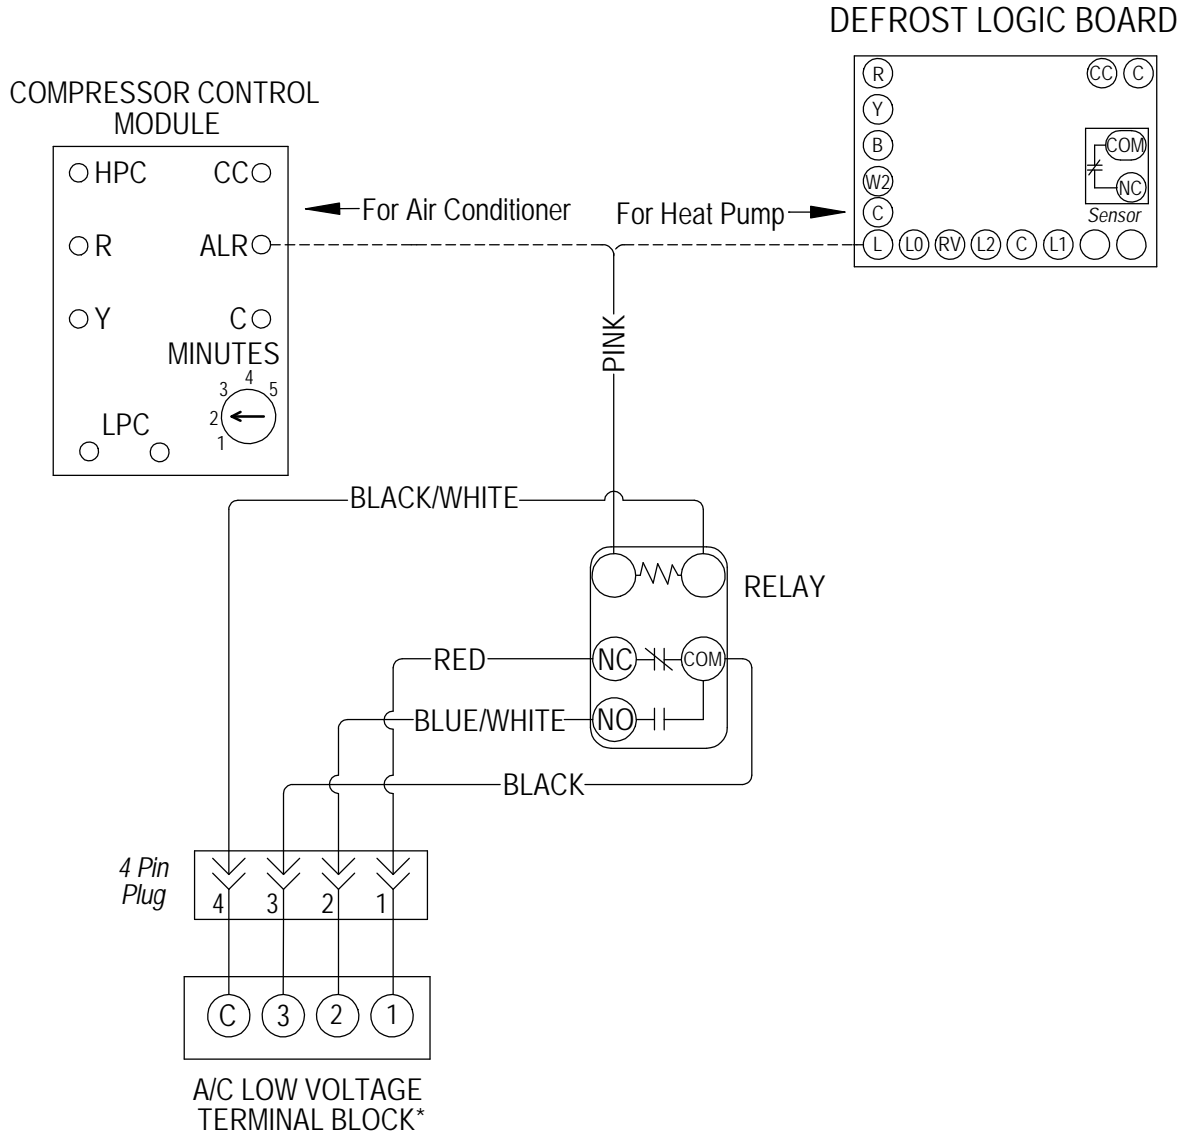 DEFROST LOGIC BOARD
R
CC C
Y
B
COM
W2
NC
C
Sensor
L L0 RV L2 C L1
COMPRESSOR CONTROL
MODULE
HPC CC
R ALR
Y C
MINUTES
1 2 3 4 5
LPC
For Air Conditioner
For Heat Pump
PINK
BLACK/WHITE
RELAY
RED
NC COM
BLUE/WHITE
NO
BLACK
4 Pin
Plug
4 3 2 1
C 3 2 1
A/C LOW VOLTAGE
TERMINAL BLOCK*